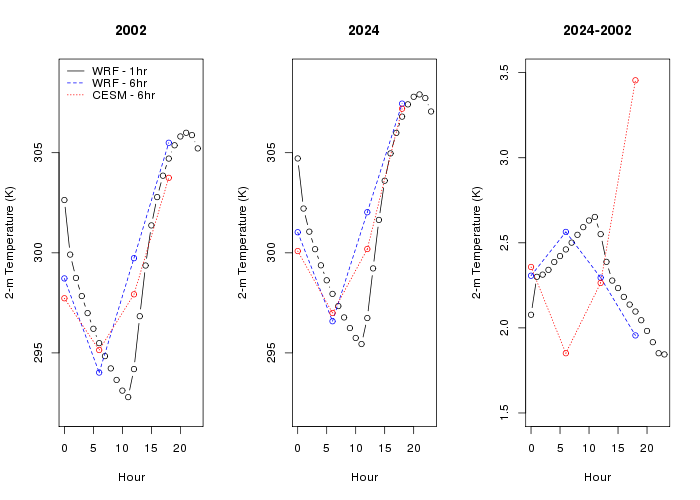 2002
WRF - 1hr
WRF - 6hr
CESM - 6hr
2-m Temperature (K)
295 300 305
0 5 10 15 20
Hour
2024
2-m Temperature (K)
295 300 305
0 5 10 15 20
Hour
2024-2002
2-m Temperature (K)
1.5 2.0 2.5 3.0 3.5
0 5 10 15 20
Hour